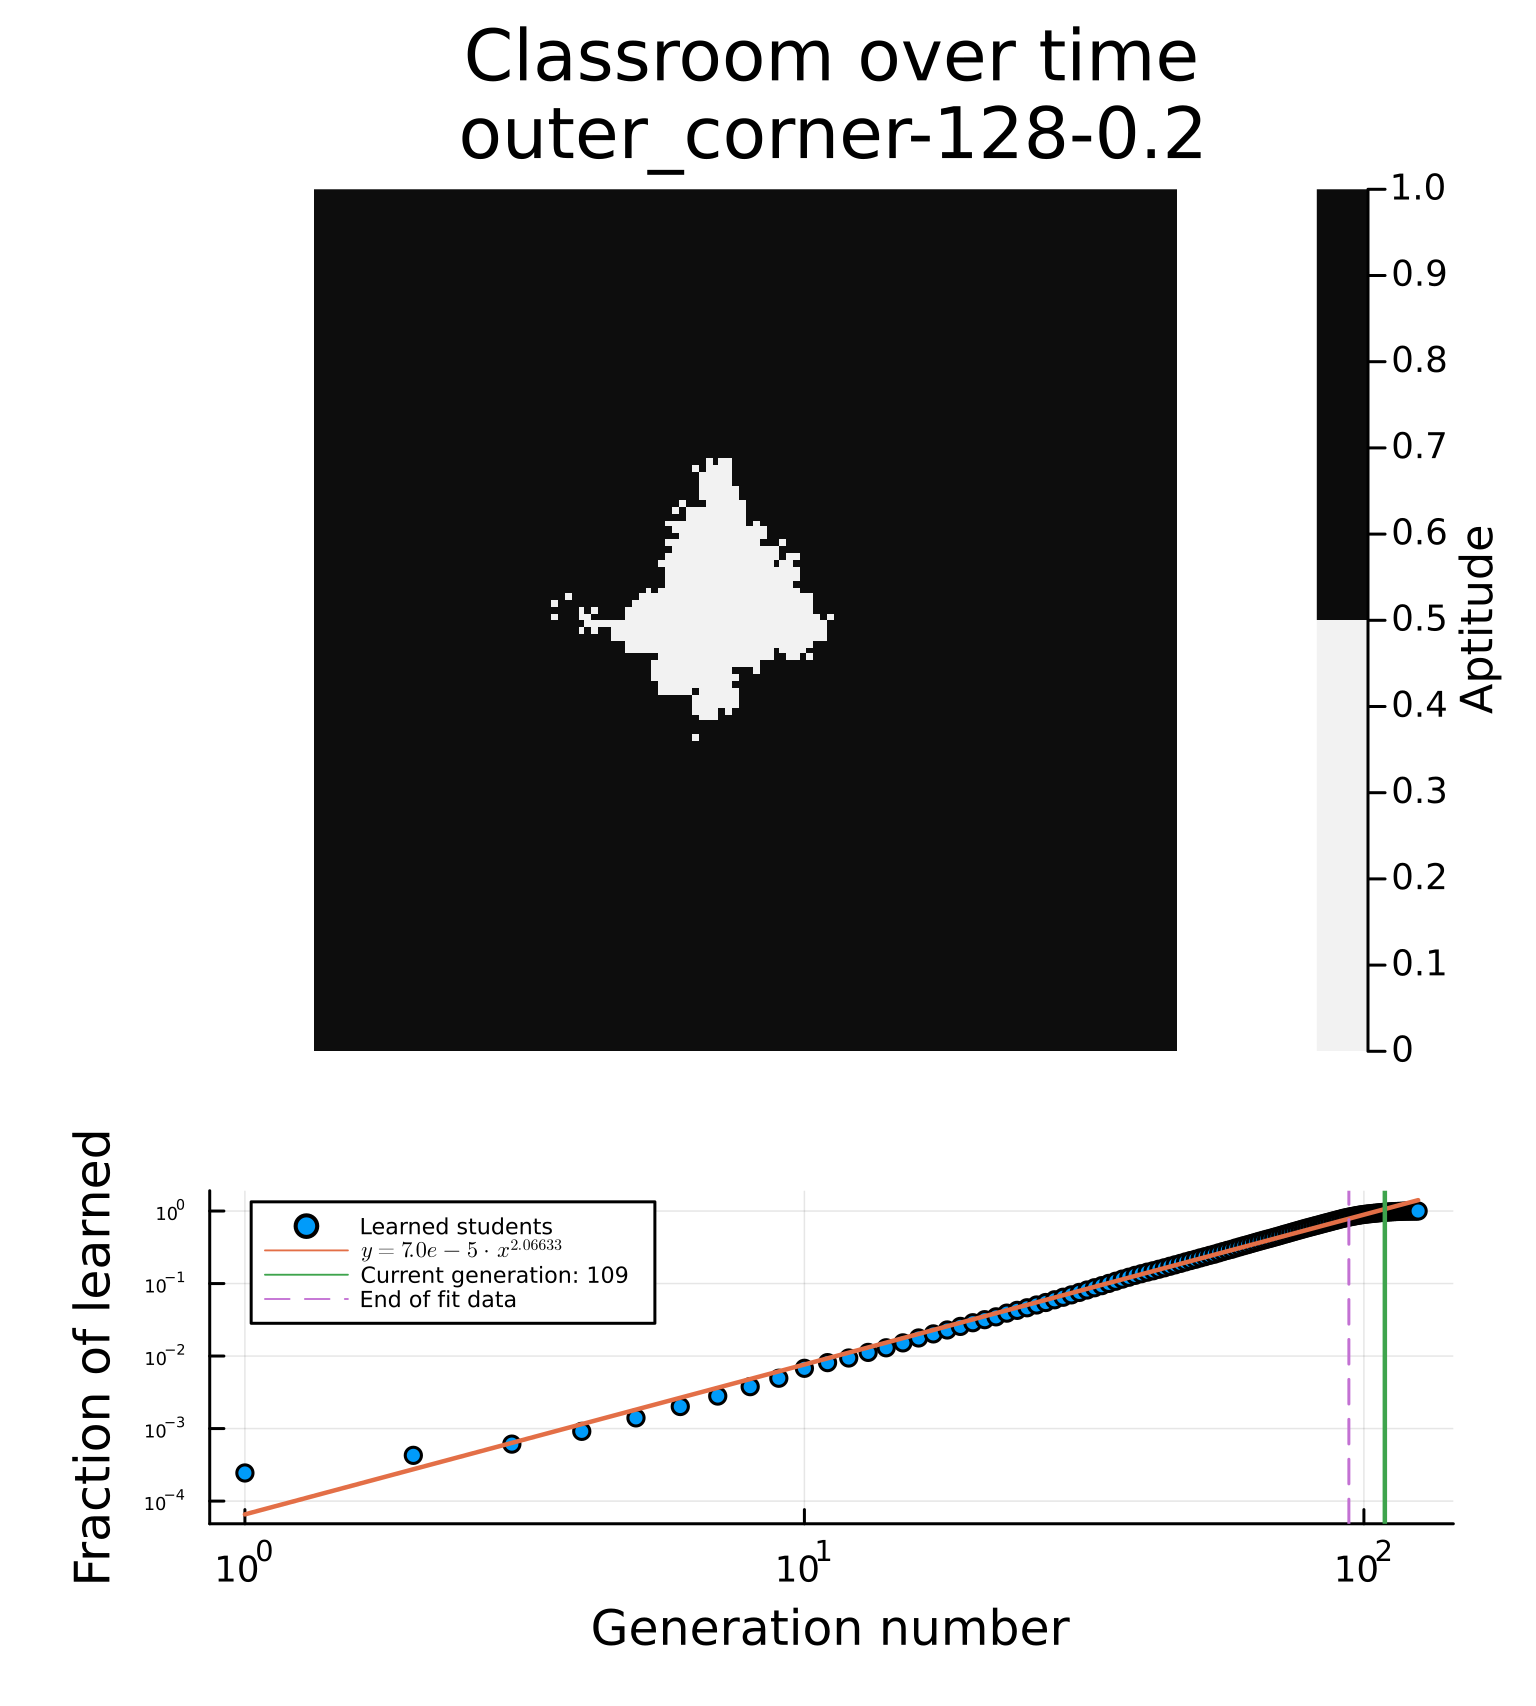 Classroom over time
outer_corner-128-0.2
1.0
0.9
0.8
0.7
0.6
0.5
0.4
0.3
0.2
0.1
0
Aptitude
Fraction of learned
10^0
10^-1
10^-2
10^-3
10^-4
Learned students
y = 7.0e − 5 · x^2.06633
Current generation: 109
End of fit data
10^0 10^1 10^2
Generation number